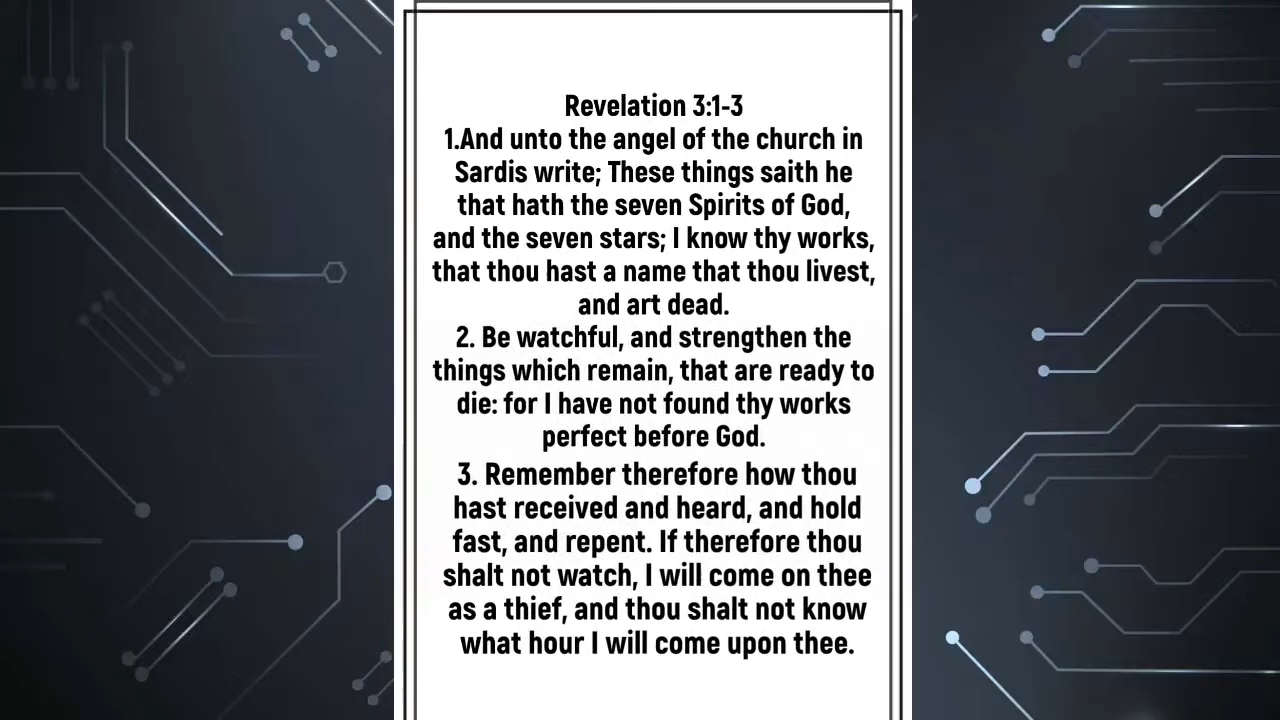 Revelation 3:1-3
1.And unto the angel of the church in
Sardis write; These things saith he
that hath the seven Spirits of God,
and the seven stars; I know thy works,
that thou hast a name that thou livest,
and art dead.
2. Be watchful, and strengthen the
things which remain, that are ready to
die: for I have not found thy works
perfect before God.
3. Remember therefore how thou
hast received and heard, and hold
fast, and repent. If therefore thou
shalt not watch, I will come on thee
as a thief, and thou shalt not know
what hour I will come upon thee.